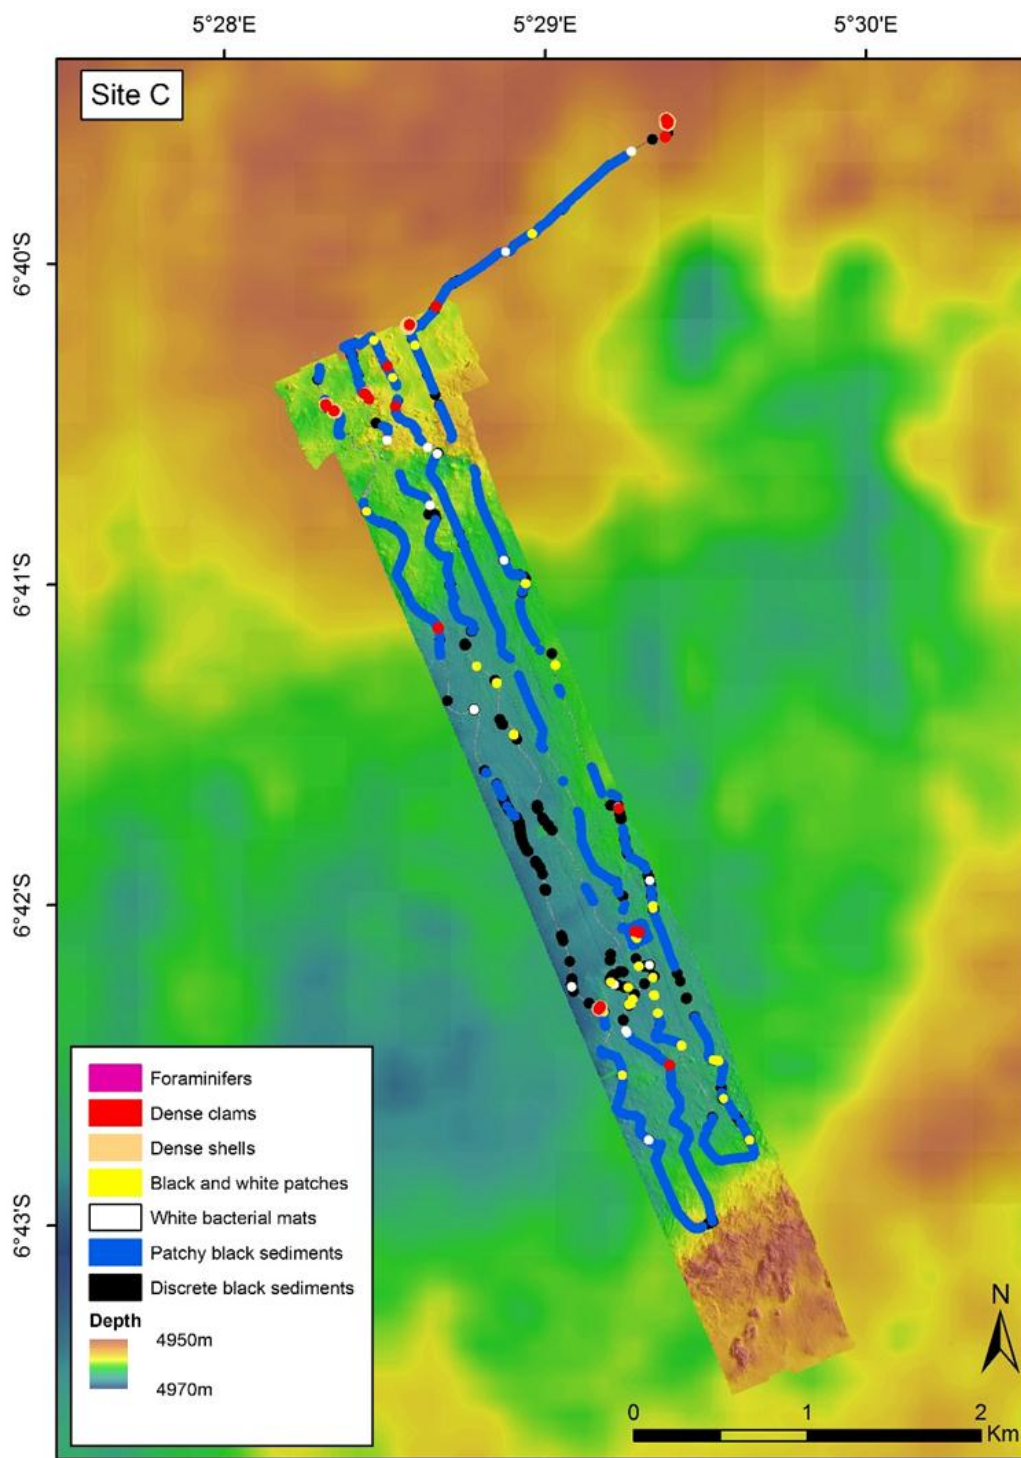 5°28'E 5°29'E 5°30'E
Site C
6°40'S
6°41'S
6°42'S
6°43'S
Foraminifers
Dense clams
Dense shells
Black and white patches
White bacterial mats
Patchy black sediments
Discrete black sediments
Depth
4950m
4970m
N
0 1 2
Km